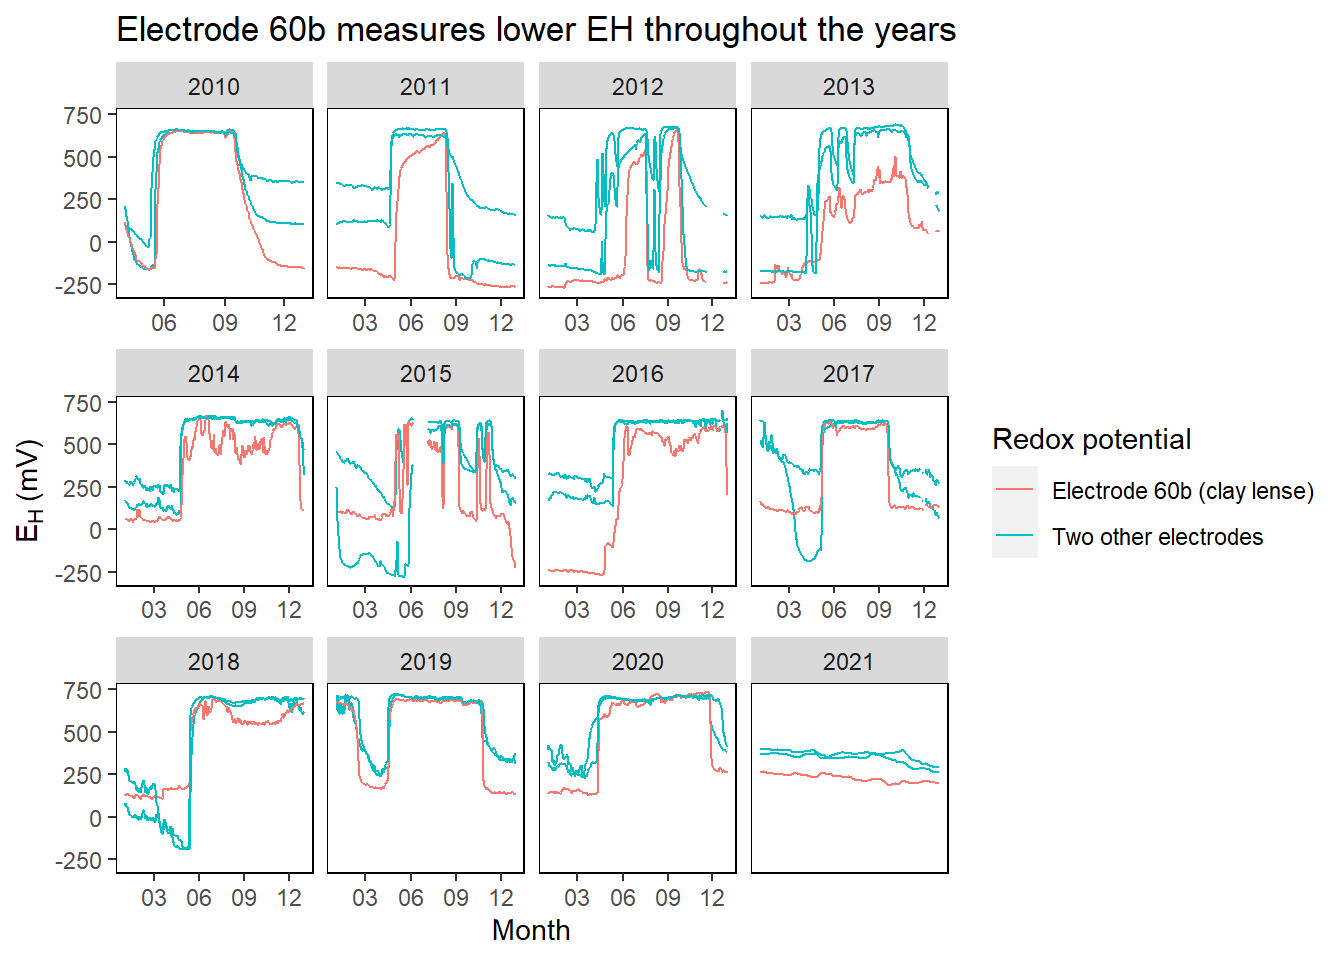 Electrode 60b measures lower EH throughout the years
2010 2011 2012 2013
750
500
250
0
-250
06 09 12 03 06 09 12 03 06 09 12 03 06 09 12
2014 2015 2016 2017
750
500
250
0
-250
03 06 09 12 03 06 09 12 03 06 09 12 03 06 09 12
2018 2019 2020 2021
750
500
250
0
-250
03 06 09 12 03 06 09 12 03 06 09 12
Month
EH (mV)
Redox potential
Electrode 60b (clay lense)
Two other electrodes